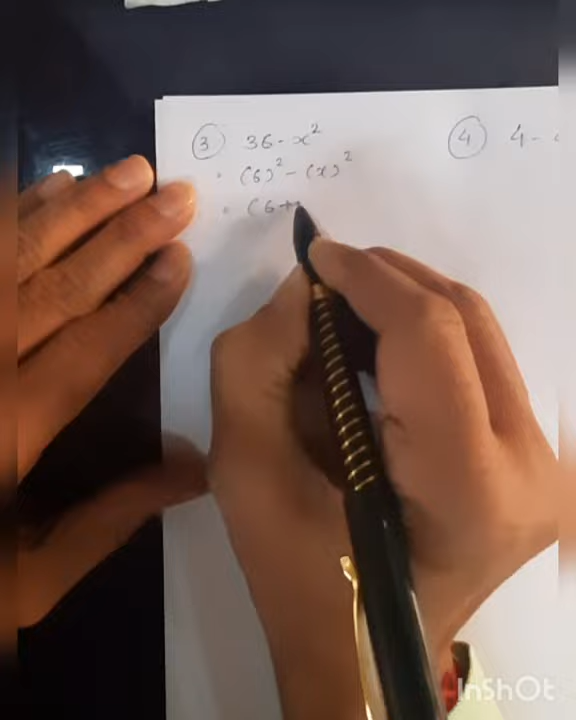 ③ 36 - x²
= (6)² - (x)²
= (6+
④ 4 -
InShOt